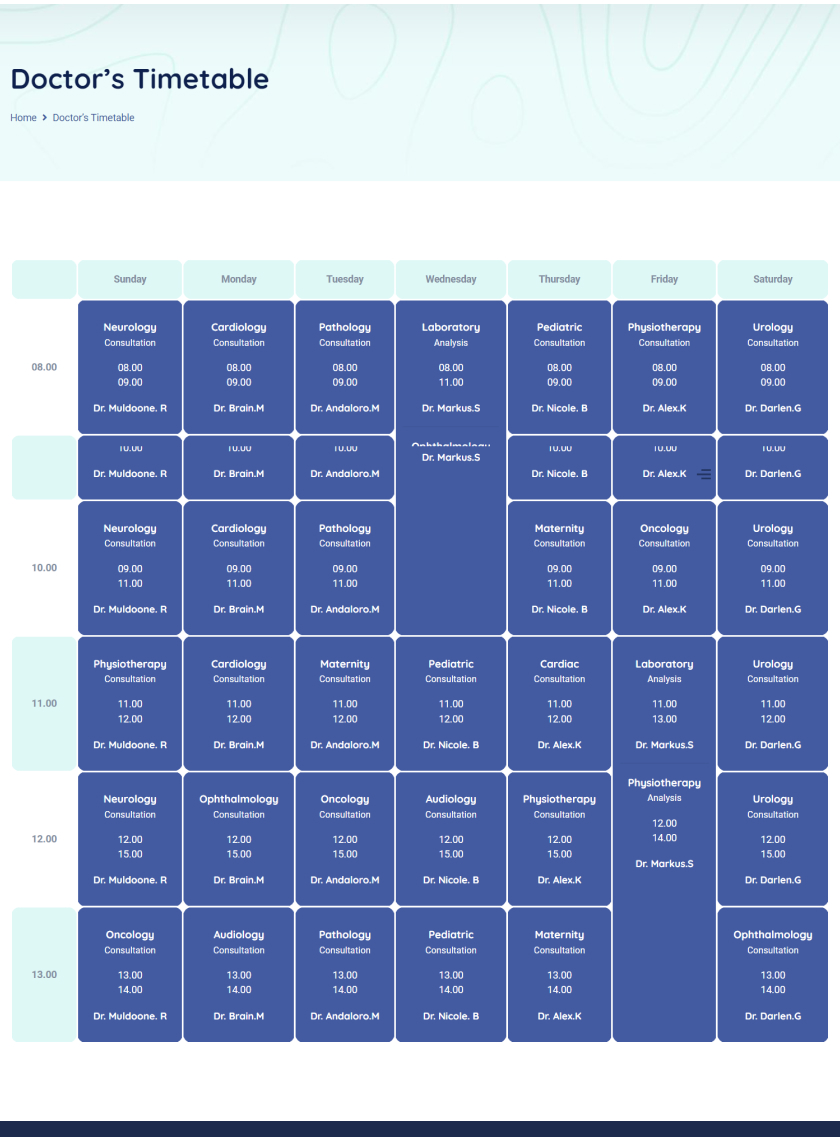 Doctor's Timetable
Home > Doctor's Timetable
Sunday Monday Tuesday Wednesday Thursday Friday Saturday
Neurology Cardiology Pathology Laboratory Pediatric Physiotherapy Urology
Consultation Consultation Consultation Analysis Consultation Consultation Consultation
08.00 08.00 08.00 08.00 08.00 08.00 08.00 08.00
09.00 09.00 09.00 11.00 09.00 09.00 09.00
Dr. Muldoone. R Dr. Brain.M Dr. Andaloro.M Dr. Markus.S Dr. Nicole. B Dr. Alex.K Dr. Darlen.G
10.00 10.00 10.00 Ophthalmology 10.00 10.00 10.00
Dr. Markus.S
Dr. Muldoone. R Dr. Brain.M Dr. Andaloro.M Dr. Nicole. B Dr. Alex.K Dr. Darlen.G
Neurology Cardiology Pathology Maternity Oncology Urology
Consultation Consultation Consultation Consultation Consultation Consultation
10.00 09.00 09.00 09.00 09.00 09.00 09.00
11.00 11.00 11.00 11.00 11.00 11.00
Dr. Muldoone. R Dr. Brain.M Dr. Andaloro.M Dr. Nicole. B Dr. Alex.K Dr. Darlen.G
Physiotherapy Cardiology Maternity Pediatric Cardiac Laboratory Urology
Consultation Consultation Consultation Consultation Consultation Analysis Consultation
11.00 11.00 11.00 11.00 11.00 11.00 11.00 11.00
12.00 12.00 12.00 12.00 12.00 13.00 12.00
Dr. Muldoone. R Dr. Brain.M Dr. Andaloro.M Dr. Nicole. B Dr. Alex.K Dr. Markus.S Dr. Darlen.G
Physiotherapy
Neurology Ophthalmology Oncology Audiology Physiotherapy Analysis Urology
Consultation Consultation Consultation Consultation Consultation Consultation
12.00
12.00 12.00 12.00 12.00 12.00 12.00 14.00 12.00
15.00 15.00 15.00 15.00 15.00 15.00
Dr. Markus.S
Dr. Muldoone. R Dr. Brain.M Dr. Andaloro.M Dr. Nicole. B Dr. Alex.K Dr. Darlen.G
Oncology Audiology Pathology Pediatric Maternity Ophthalmology
Consultation Consultation Consultation Consultation Consultation Consultation
13.00 13.00 13.00 13.00 13.00 13.00 13.00
14.00 14.00 14.00 14.00 14.00 14.00
Dr. Muldoone. R Dr. Brain.M Dr. Andaloro.M Dr. Nicole. B Dr. Alex.K Dr. Darlen.G